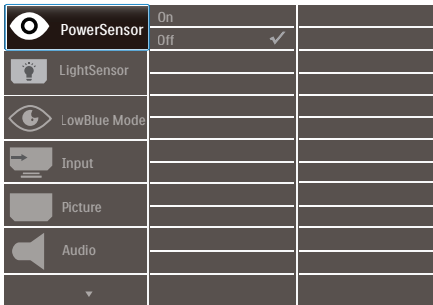 PowerSensor
On
Off
LightSensor
LowBlue Mode
Input
Picture
Audio